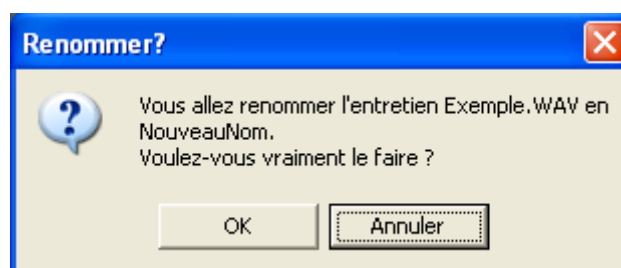 Renommer?
Vous allez renommer l'entretien Exemple.WAV en
NouveauNom.
Voulez-vous vraiment le faire ?
OK
Annuler